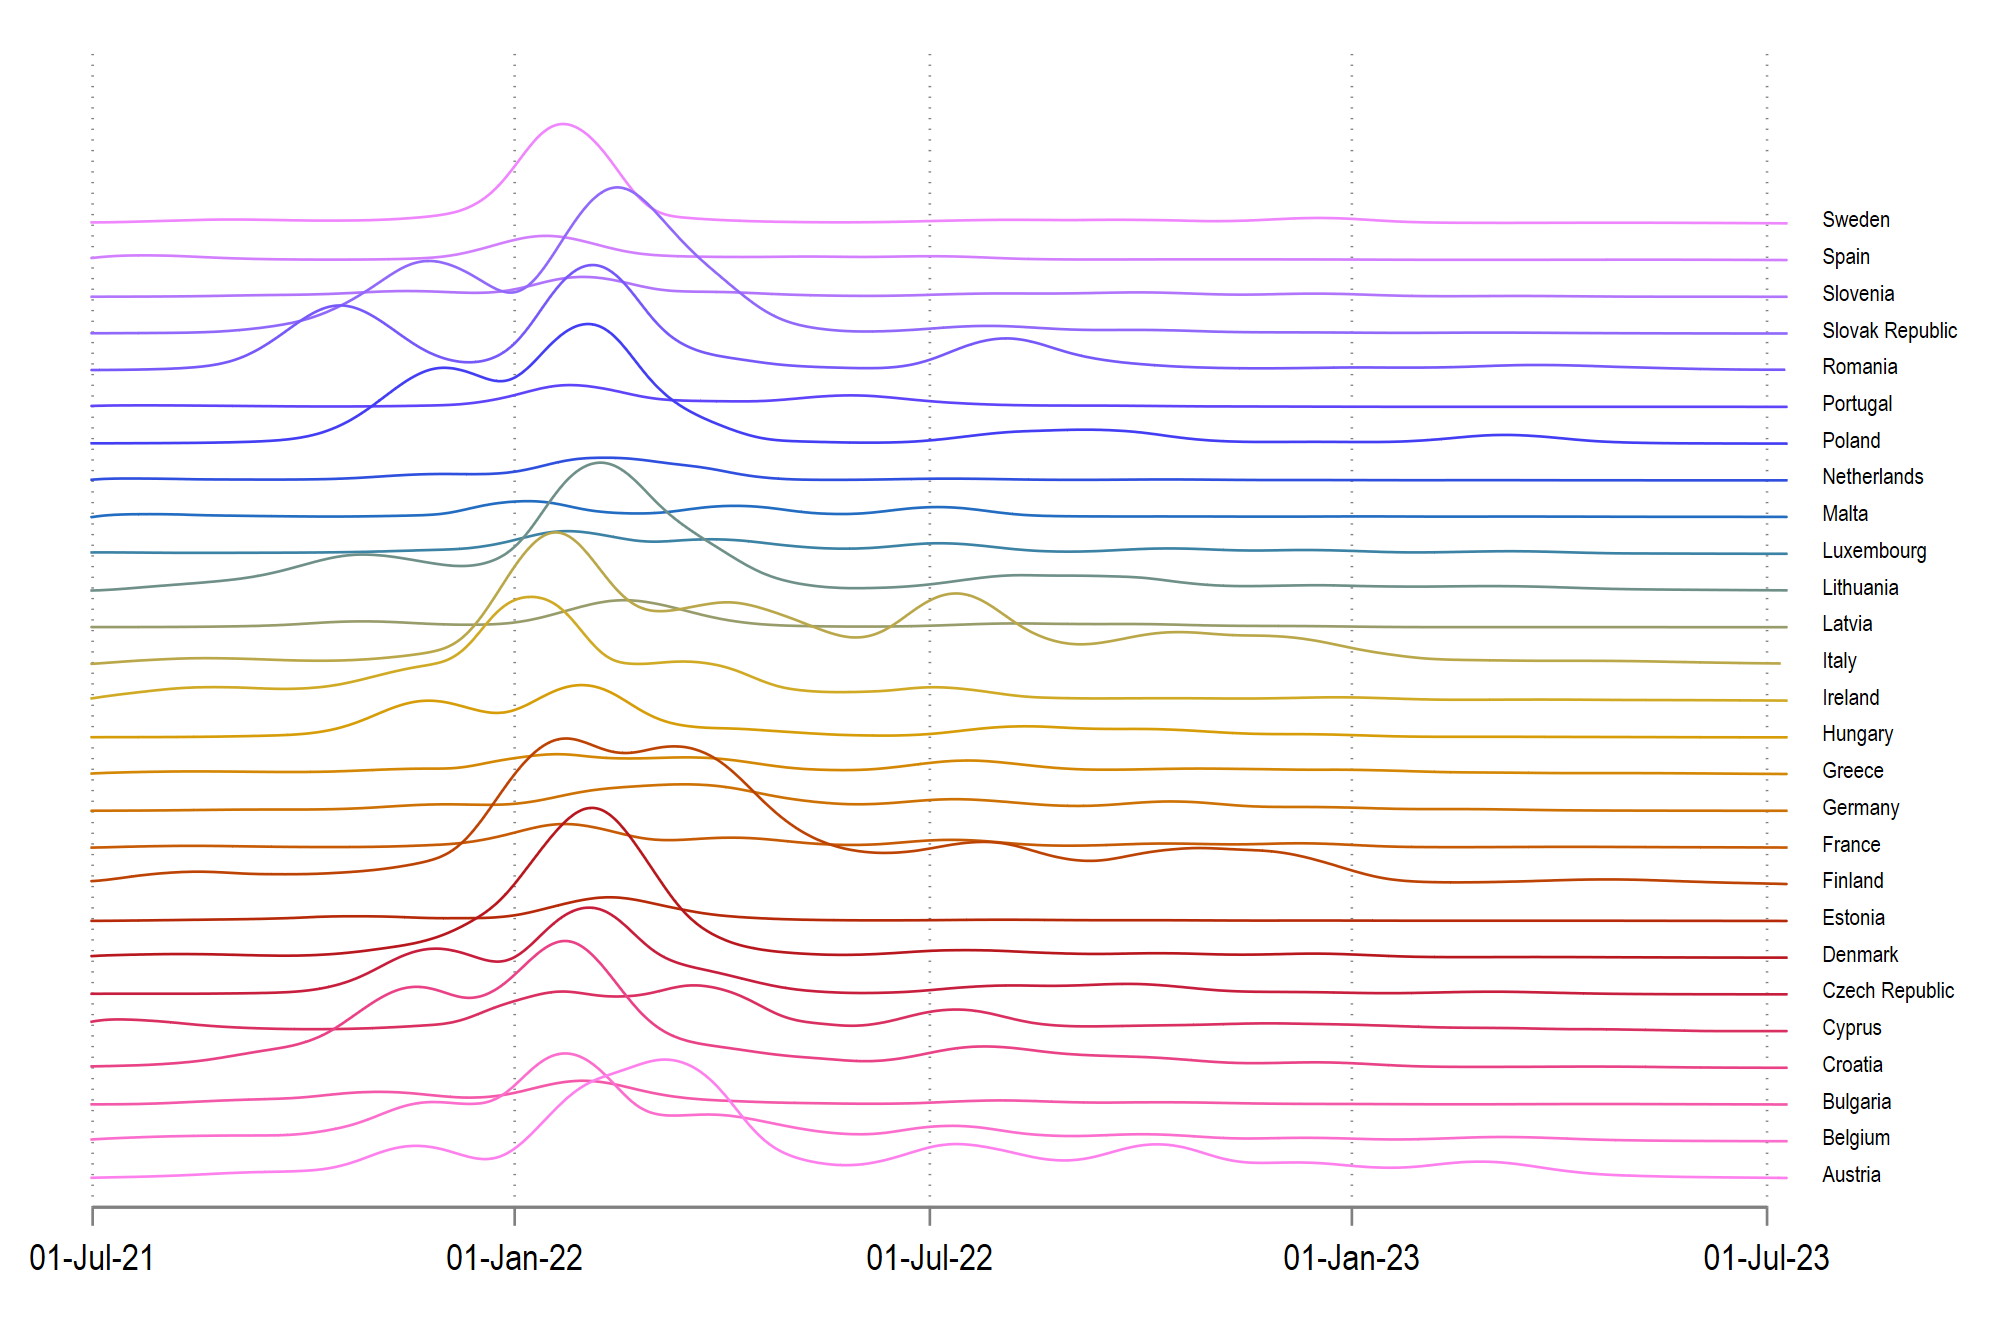 Sweden
Spain
Slovenia
Slovak Republic
Romania
Portugal
Poland
Netherlands
Malta
Luxembourg
Lithuania
Latvia
Italy
Ireland
Hungary
Greece
Germany
France
Finland
Estonia
Denmark
Czech Republic
Cyprus
Croatia
Bulgaria
Belgium
Austria
01-Jul-21 01-Jan-22 01-Jul-22 01-Jan-23 01-Jul-23